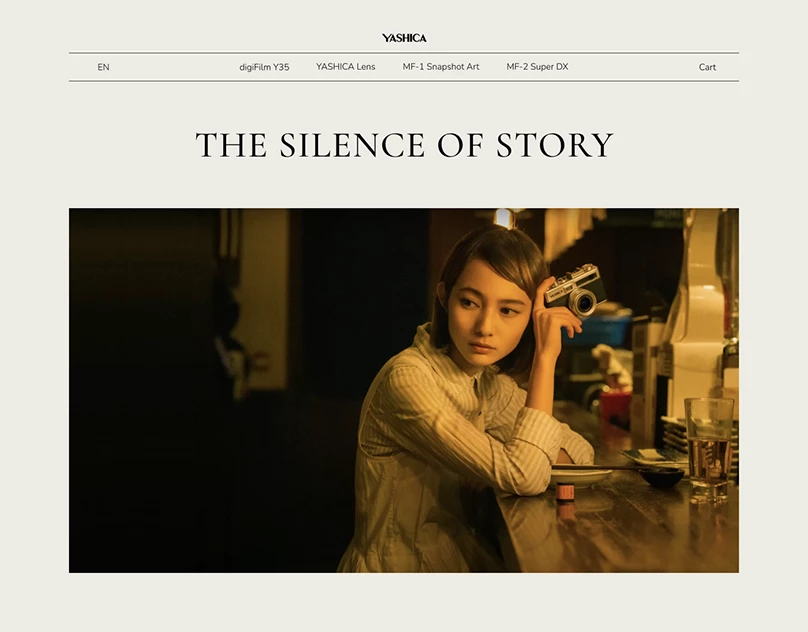 YASHICA
EN digiFilm Y35 YASHICA Lens MF-1 Snapshot Art MF-2 Super DX Cart
THE SILENCE OF STORY